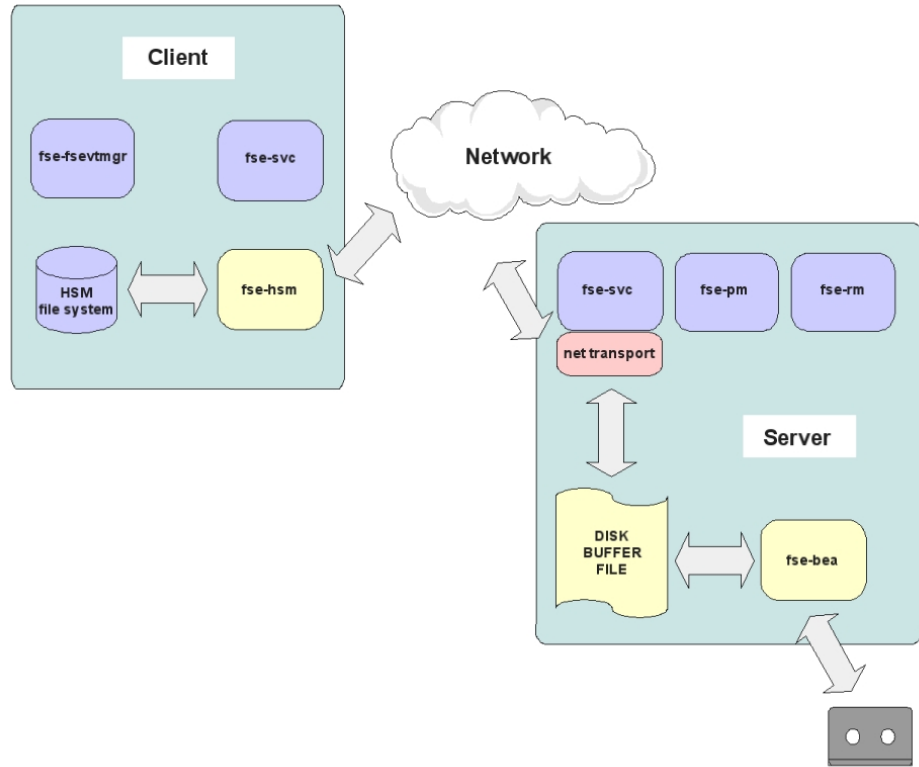 Client
fse-fsevtmgr
fse-svc
HSM
file system
fse-hsm
Network
fse-svc
fse-pm
fse-rm
net transport
Server
DISK
BUFFER
FILE
fse-bea